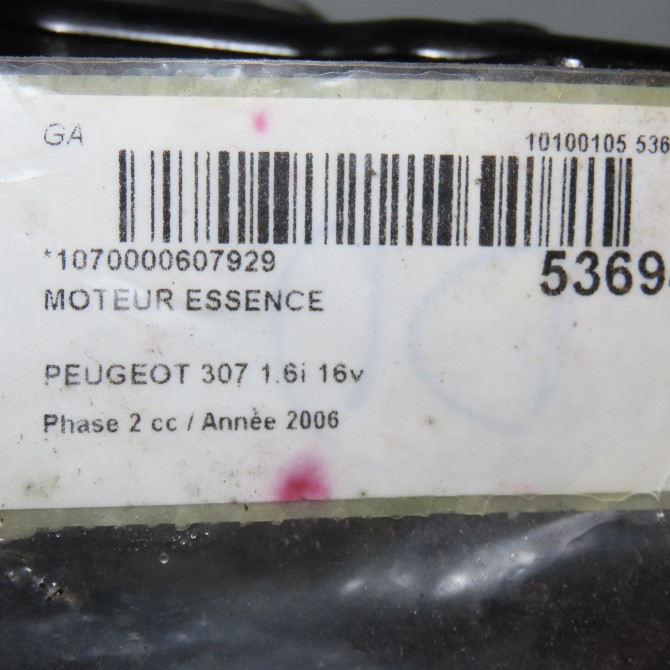 GA
10100105 536
*1070000607929
5369
MOTEUR ESSENCE
PEUGEOT 307 1.6i 16v
Phase 2 cc / Année 2006